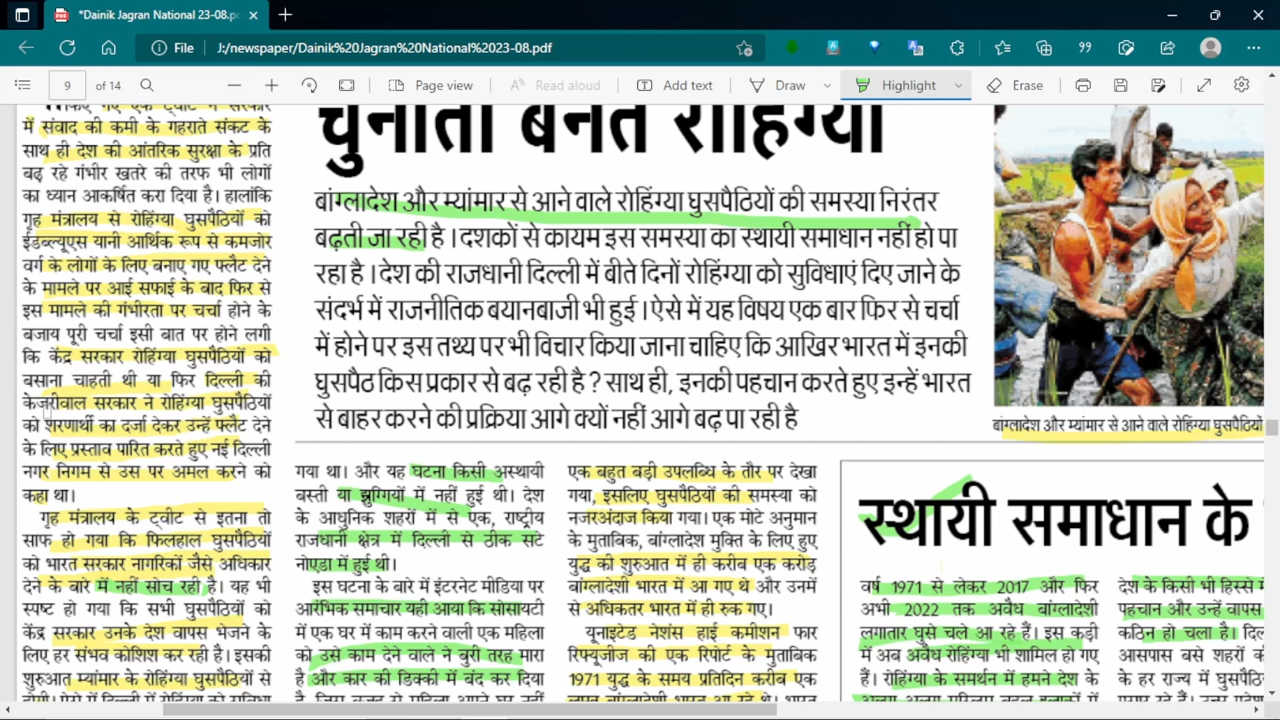 *Dainik Jagran National 23-08.p
File
J:/newspaper/Dainik%20Jagran%20National%2023-08.pdf
9 of 14
Page view
Read aloud
Add text
Draw
Highlight
Erase
चुनौती बनते रोहिंग्या
बांग्लादेश और म्यांमार से आने वाले रोहिंग्या घुसपैठियों की समस्या निरंतर
बढ़ती जा रही है । दशकों से कायम इस समस्या का स्थायी समाधान नहीं हो पा
रहा है । देश की राजधानी दिल्ली में बीते दिनों रोहिंग्या को सुविधाएं दिए जाने के
संदर्भ में राजनीतिक बयानबाजी भी हुई । ऐसे में यह विषय एक बार फिर से चर्चा
में होने पर इस तथ्य पर भी विचार किया जाना चाहिए कि आखिर भारत में इनकी
घुसपैठ किस प्रकार से बढ़ रही है ? साथ ही, इनकी पहचान करते हुए इन्हें भारत
से बाहर करने की प्रक्रिया आगे क्यों नहीं आगे बढ़ पा रही है
बांग्लादेश और म्यांमार से आने वाले रोहिंग्या घुसपैठियों
किए गए एक ट्वीट ने सरकार
में संवाद की कमी के गहराते संकट के
साथ ही देश की आंतरिक सुरक्षा के प्रति
बढ़ रहे गंभीर खतरे की तरफ भी लोगों
का ध्यान आकर्षित करा दिया है। हालांकि
गृह मंत्रालय से रोहिंग्या घुसपैठियों को
ईडब्ल्यूएस यानी आर्थिक रूप से कमजोर
वर्ग के लोगों के लिए बनाए गए फ्लैट देने
के मामले पर आई सफाई के बाद फिर से
इस मामले की गंभीरता पर चर्चा होने के
बजाय पूरी चर्चा इसी बात पर होने लगी
कि केंद्र सरकार रोहिंग्या घुसपैठियों को
बसाना चाहती थी या फिर दिल्ली की
केजरीवाल सरकार ने रोहिंग्या घुसपैठियों
को शरणार्थी का दर्जा देकर उन्हें फ्लैट देने
के लिए प्रस्ताव पारित करते हुए नई दिल्ली
नगर निगम से उस पर अमल करने को
कहा था।
गृह मंत्रालय के ट्वीट से इतना तो
साफ हो गया कि फिलहाल घुसपैठियों
को भारत सरकार नागरिकों जैसे अधिकार
देने के बारे में नहीं सोच रही है। यह भी
स्पष्ट हो गया कि सभी घुसपैठियों को
केंद्र सरकार उनके देश वापस भेजने के
लिए हर संभव कोशिश कर रही है। इसकी
शुरुआत म्यांमार के रोहिंग्या घुसपैठियों से
गया था। और यह घटना किसी अस्थायी
बस्ती या झुग्गियों में नहीं हुई थी। देश
के आधुनिक शहरों में से एक, राष्ट्रीय
राजधानी क्षेत्र में दिल्ली से ठीक सटे
नोएडा में हुई थी।
इस घटना के बारे में इंटरनेट मीडिया पर
आरंभिक समाचार यही आया कि सोसायटी
में एक घर में काम करने वाली एक महिला
को उसे काम देने वाले ने बुरी तरह मारा
है और कार की डिक्की में बंद कर दिया
एक बहुत बड़ी उपलब्धि के तौर पर देखा
गया, इसलिए घुसपैठियों की समस्या को
नजरअंदाज किया गया। एक मोटे अनुमान
के मुताबिक, बांग्लादेश मुक्ति के लिए हुए
युद्ध की शुरुआत में ही करीब एक करोड़
बांग्लादेशी भारत में आ गए थे और उनमें
से अधिकतर भारत में ही रुक गए।
यूनाइटेड नेशंस हाई कमीशन फार
रिफ्यूजीज की एक रिपोर्ट के मुताबिक
1971 युद्ध के समय प्रतिदिन करीब एक
लाख बांग्लादेशी भारत आ रहे थे। भारत
स्थायी समाधान के
वर्ष 1971 से लेकर 2017 और फिर
अभी 2022 तक अवैध बांग्लादेशी
लगातार घुसे चले आ रहे हैं। इस कड़ी
में अब अवैध रोहिंग्या भी शामिल हो गए
हैं। रोहिंग्या के समर्थन में हमने देश के
देश के किसी भी हिस्से में
पहचान और उन्हें वापस
कठिन हो चला है।
आसपास बसे शहरों
के हर राज्य में घुसपैठि